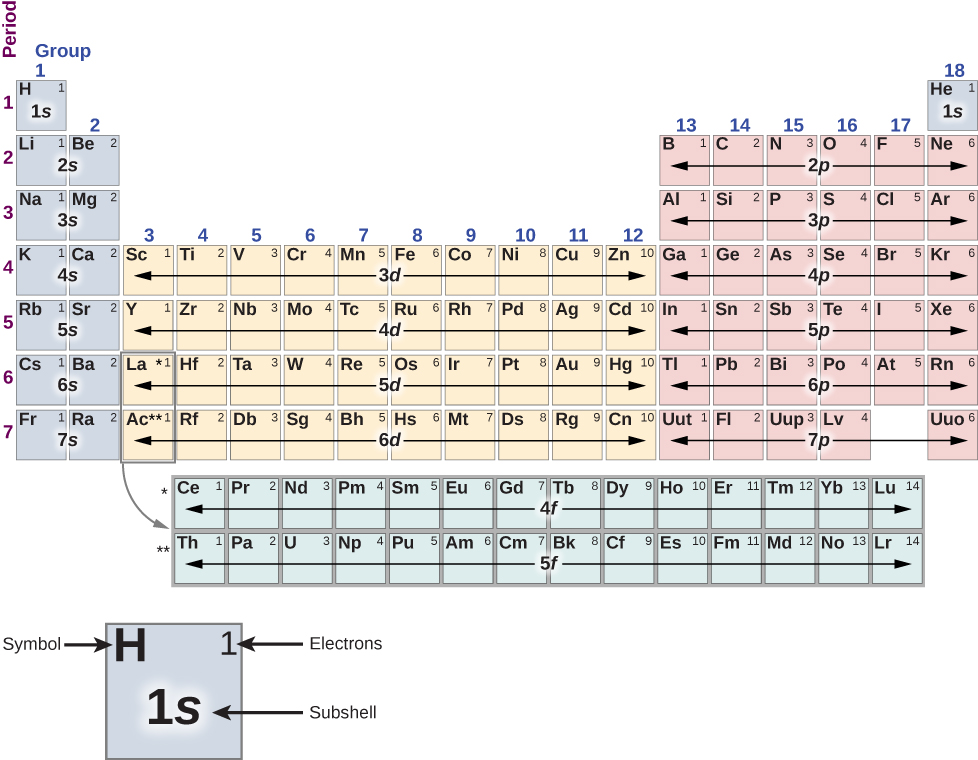 Period
Group
1 18
1 H 1 He 1
1s 1s
2 13 14 15 16 17
2 Li 1 Be 2 B 1 C 2 N 3 O 4 F 5 Ne 6
2s 2p
3 Na 1 Mg 2 Al 1 Si 2 P 3 S 4 Cl 5 Ar 6
3s 3p
3 4 5 6 7 8 9 10 11 12
4 K 1 Ca 2 Sc 1 Ti 2 V 3 Cr 4 Mn 5 Fe 6 Co 7 Ni 8 Cu 9 Zn 10 Ga 1 Ge 2 As 3 Se 4 Br 5 Kr 6
4s 3d 4p
5 Rb 1 Sr 2 Y 1 Zr 2 Nb 3 Mo 4 Tc 5 Ru 6 Rh 7 Pd 8 Ag 9 Cd 10 In 1 Sn 2 Sb 3 Te 4 I 5 Xe 6
5s 4d 5p
6 Cs 1 Ba 2 La *1 Hf 2 Ta 3 W 4 Re 5 Os 6 Ir 7 Pt 8 Au 9 Hg 10 Tl 1 Pb 2 Bi 3 Po 4 At 5 Rn 6
6s 5d 6p
7 Fr 1 Ra 2 Ac**1 Rf 2 Db 3 Sg 4 Bh 5 Hs 6 Mt 7 Ds 8 Rg 9 Cn 10 Uut 1 Fl 2 Uup 3 Lv 4 Uuo 6
7s 6d 7p
* Ce 1 Pr 2 Nd 3 Pm 4 Sm 5 Eu 6 Gd 7 Tb 8 Dy 9 Ho 10 Er 11 Tm 12 Yb 13 Lu 14
4f
** Th 1 Pa 2 U 3 Np 4 Pu 5 Am 6 Cm 7 Bk 8 Cf 9 Es 10 Fm 11 Md 12 No 13 Lr 14
5f
Symbol H 1 Electrons
1s Subshell